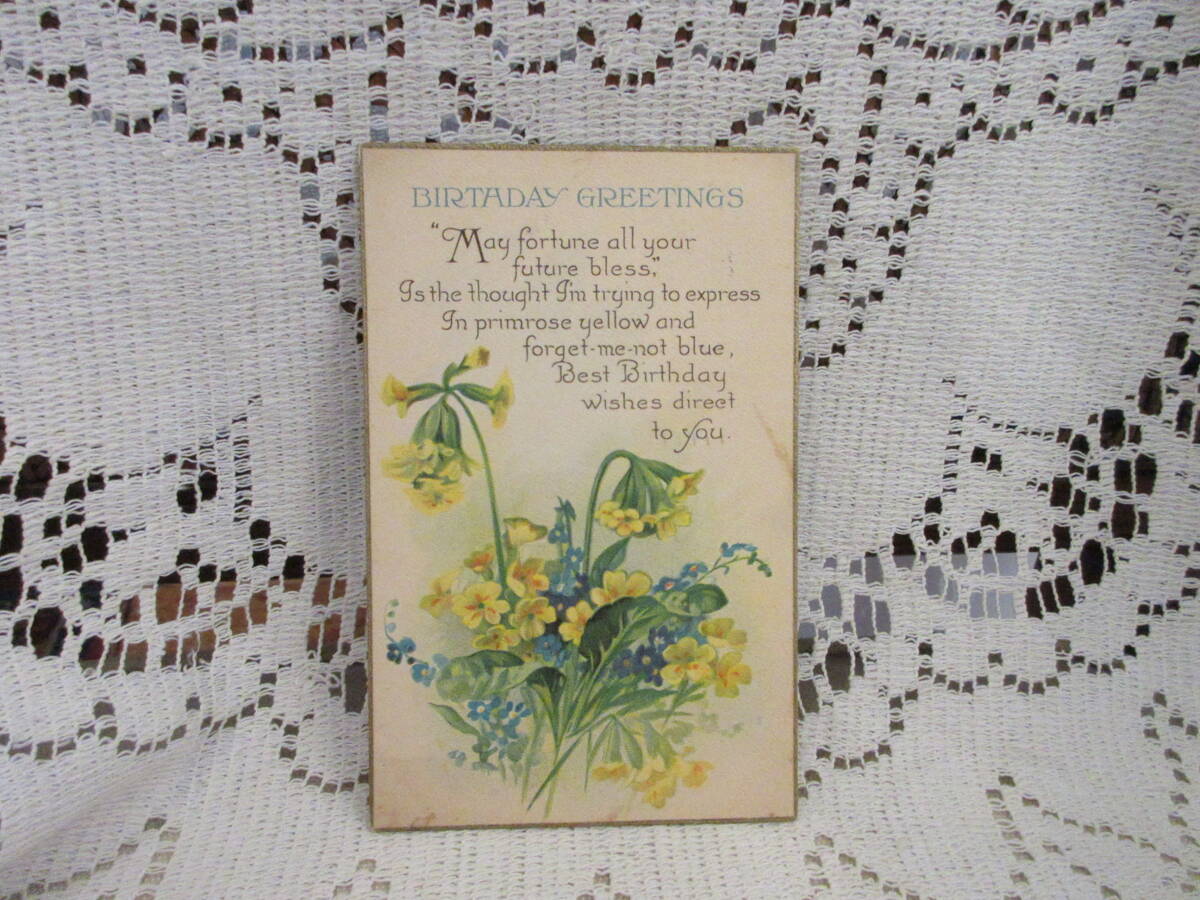 BIRTHDAY GREETINGS
"May fortune all your
future bless,"
Is the thought I'm trying to express
In primrose yellow and
forget-me-not blue,
Best Birthday
wishes direct
to you.